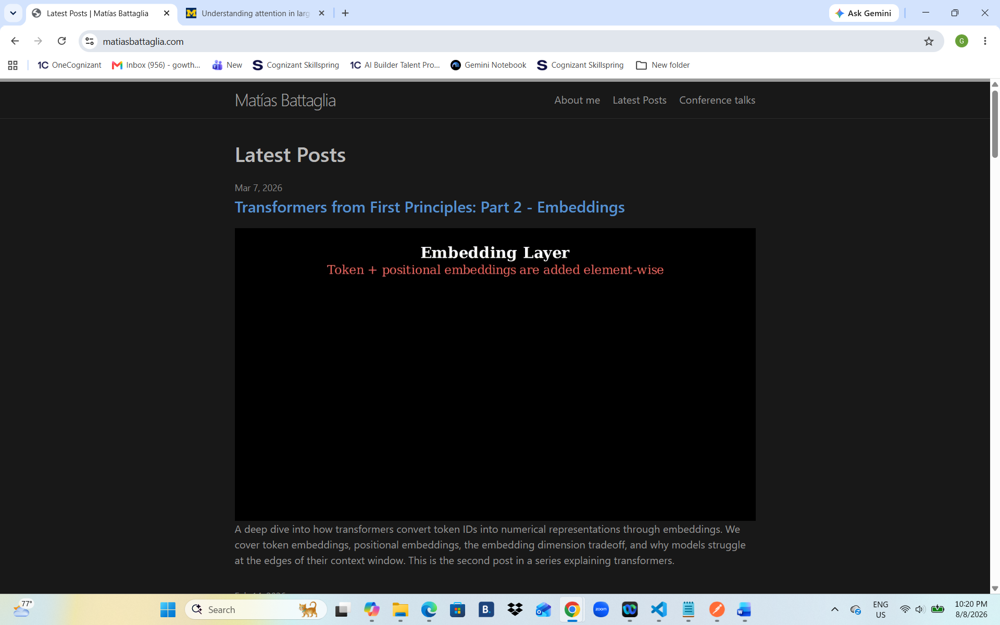 Latest Posts | Matías Battaglia
Understanding attention in larg
Ask Gemini
matiasbattaglia.com
G
1C OneCognizant
Inbox (956) - gowth...
New
Cognizant Skillspring
1C AI Builder Talent Pro...
Gemini Notebook
Cognizant Skillspring
New folder
Matías Battaglia
About me
Latest Posts
Conference talks
Latest Posts
Mar 7, 2026
Transformers from First Principles: Part 2 - Embeddings
Embedding Layer
Token + positional embeddings are added element-wise
A deep dive into how transformers convert token IDs into numerical representations through embeddings. We
cover token embeddings, positional embeddings, the embedding dimension tradeoff, and why models struggle
at the edges of their context window. This is the second post in a series explaining transformers.
77°
Search
B.
zoom
ENG
US
10:20 PM
8/8/2026